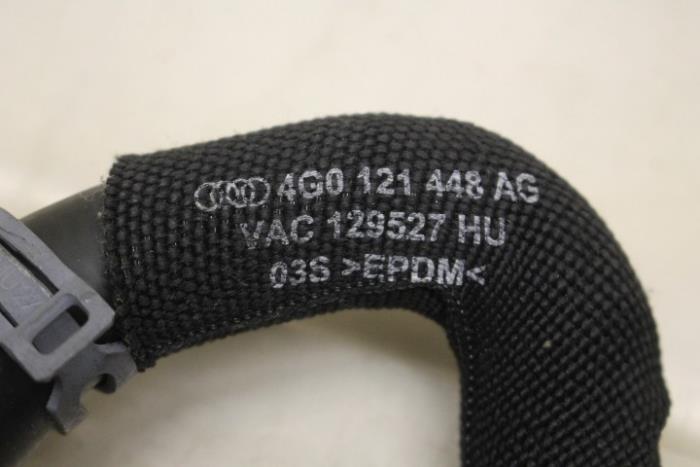 4G0 121 448 AG
VAC 129527 HU
03S >EPDM<